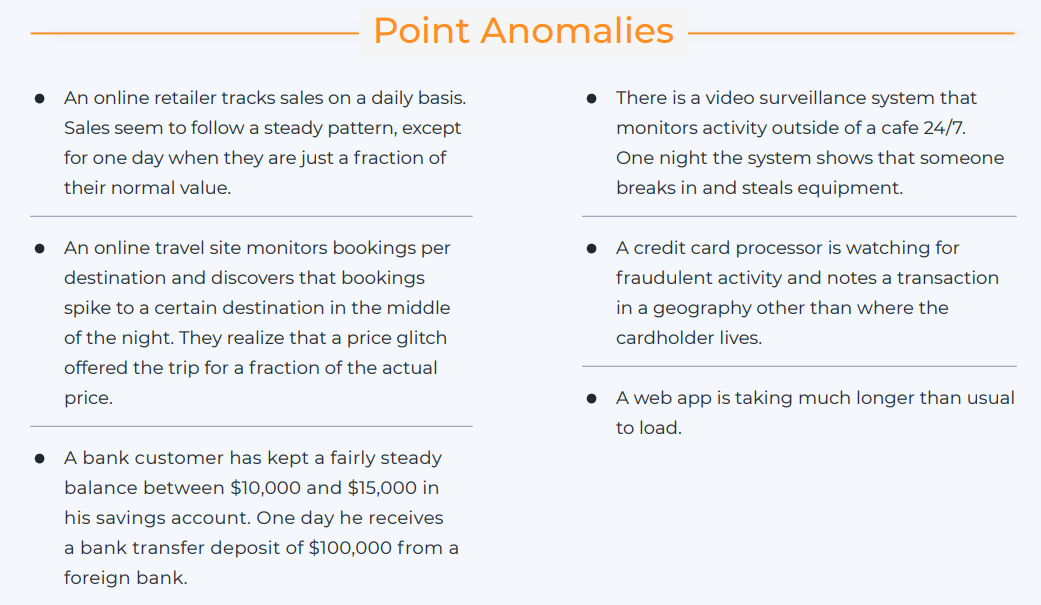 Point Anomalies
● An online retailer tracks sales on a daily basis.
Sales seem to follow a steady pattern, except
for one day when they are just a fraction of
their normal value.
● An online travel site monitors bookings per
destination and discovers that bookings
spike to a certain destination in the middle
of the night. They realize that a price glitch
offered the trip for a fraction of the actual
price.
● A bank customer has kept a fairly steady
balance between $10,000 and $15,000 in
his savings account. One day he receives
a bank transfer deposit of $100,000 from a
foreign bank.
● There is a video surveillance system that
monitors activity outside of a cafe 24/7.
One night the system shows that someone
breaks in and steals equipment.
● A credit card processor is watching for
fraudulent activity and notes a transaction
in a geography other than where the
cardholder lives.
● A web app is taking much longer than usual
to load.